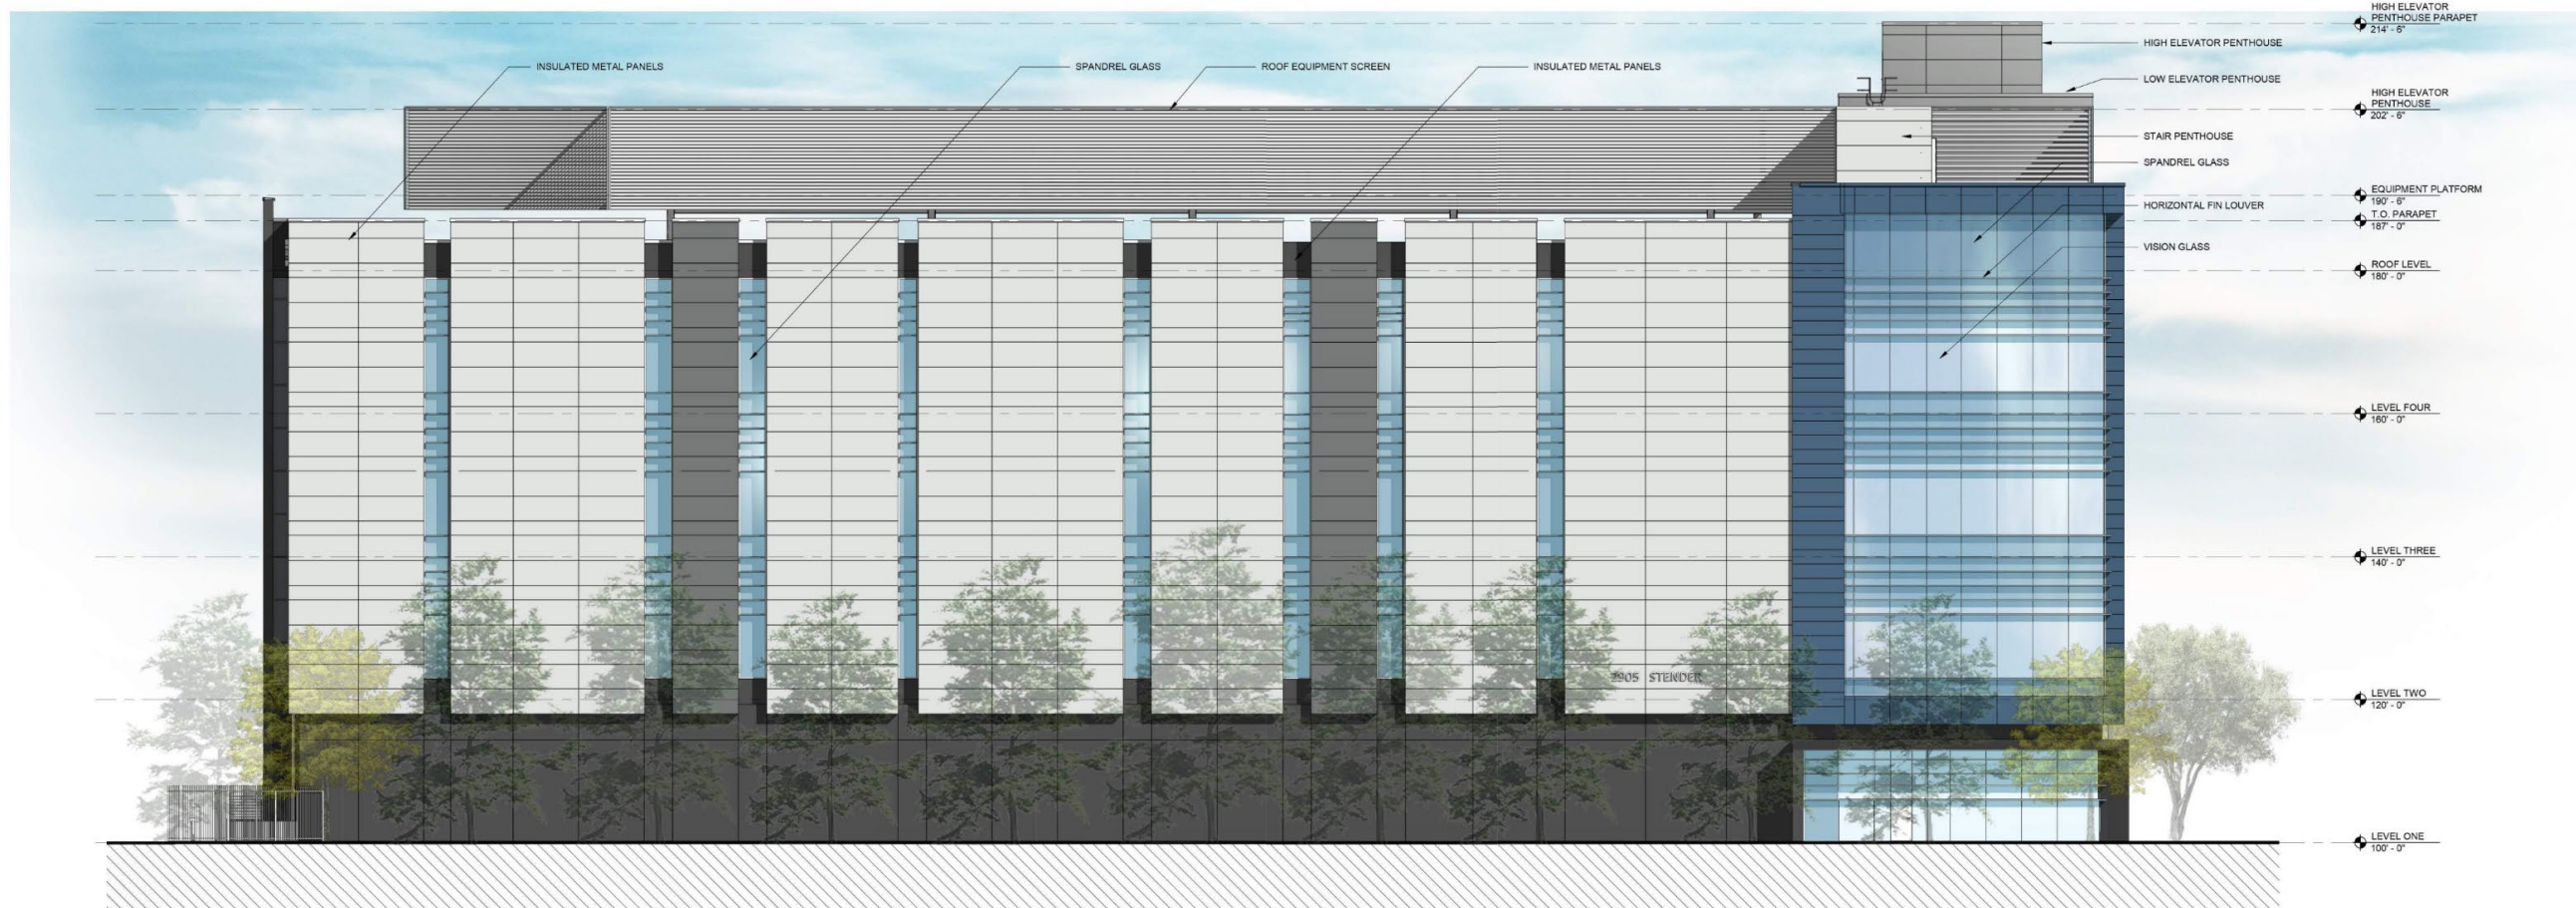 HIGH ELEVATOR
PENTHOUSE PARAPET
214' - 6"
HIGH ELEVATOR PENTHOUSE
INSULATED METAL PANELS
SPANDREL GLASS
ROOF EQUIPMENT SCREEN
INSULATED METAL PANELS
LOW ELEVATOR PENTHOUSE
HIGH ELEVATOR
PENTHOUSE
202' - 6"
STAIR PENTHOUSE
SPANDREL GLASS
EQUIPMENT PLATFORM
190' - 6"
HORIZONTAL FIN LOUVER
T.O. PARAPET
187' - 0"
VISION GLASS
ROOF LEVEL
180' - 0"
LEVEL FOUR
160' - 0"
LEVEL THREE
140' - 0"
2905 STENDER
LEVEL TWO
120' - 0"
LEVEL ONE
100' - 0"